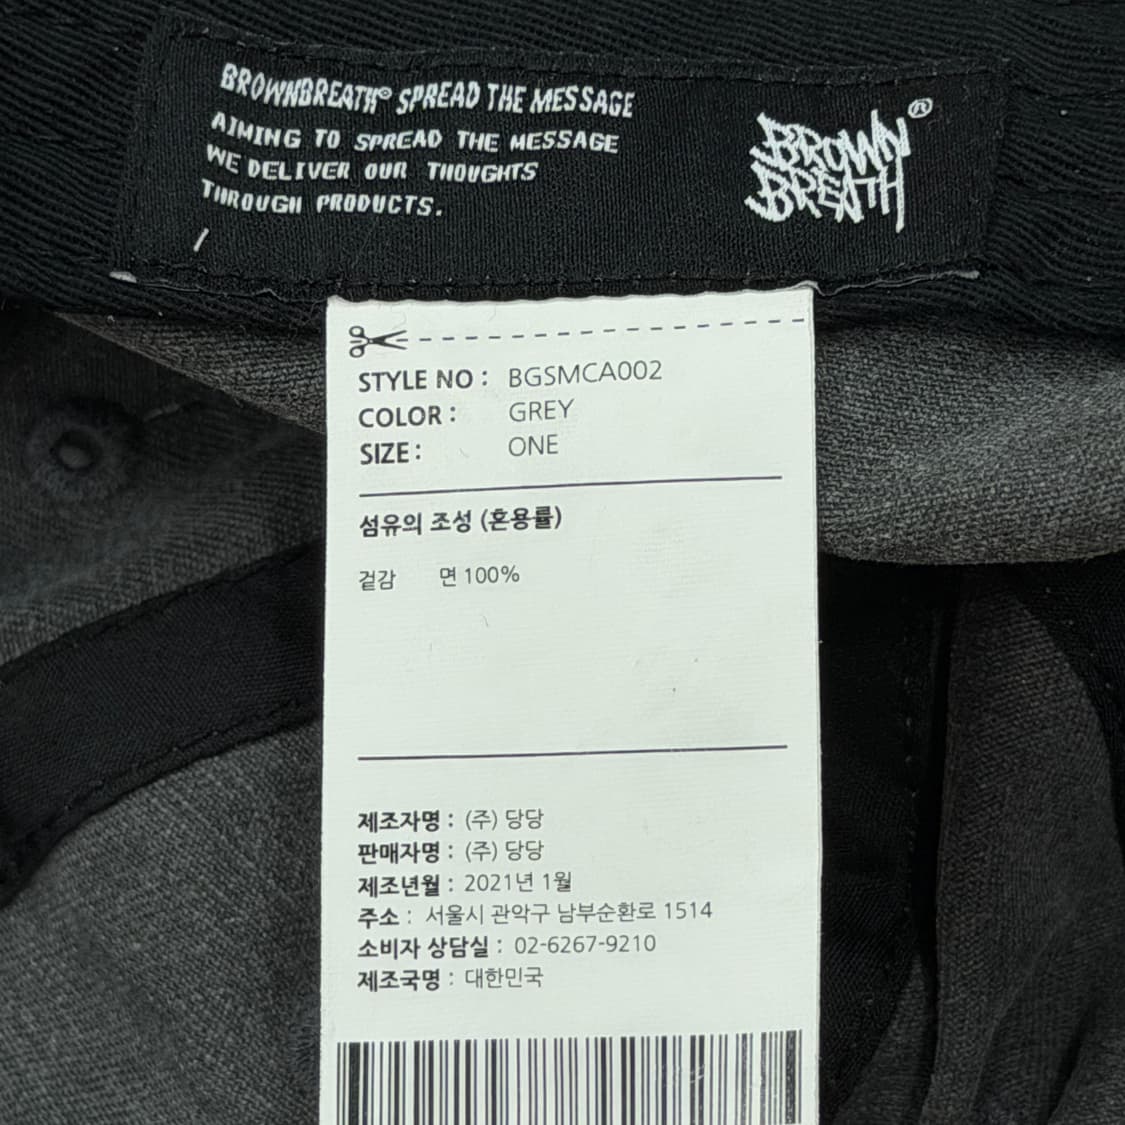 BROWNBREATH® SPREAD THE MESSAGE
AIMING TO SPREAD THE MESSAGE
WE DELIVER OUR THOUGHTS
THROUGH PRODUCTS.
/
BROWN ®
BREATH
STYLE NO : BGSMCA002
COLOR : GREY
SIZE : ONE
섬유의 조성 (혼용률)
겉감 면 100%
제조자명 : (주) 당당
판매자명 : (주) 당당
제조년월 : 2021년 1월
주소 : 서울시 관악구 남부순환로 1514
소비자 상담실 : 02-6267-9210
제조국명 : 대한민국